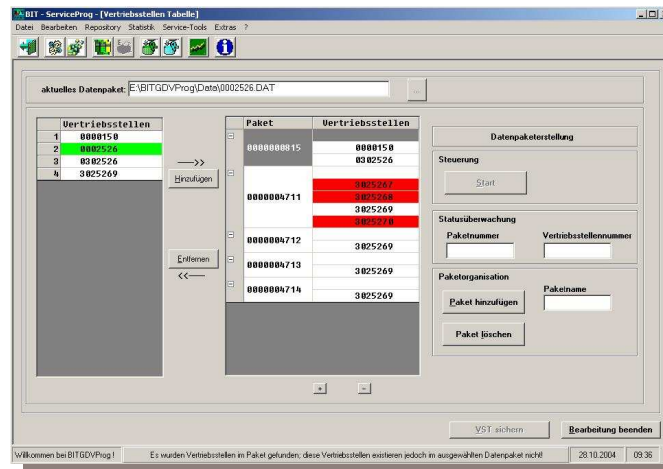 BIT - ServiceProg - [Vertriebsstellen Tabelle]
Datei Bearbeiten Repository Statistik Service-Tools Extras ?
aktuelles Datenpaket: E:\BITGDVProg\Data\0002526.DAT ...
Vertriebsstellen
1 0000150
2 0002526
3 0302526
4 3025269
-->>
Hinzufügen
Entfernen
<<--
Paket Vertriebsstellen
0000000815 0000150
0302526
0000004711 3025267
3025268
3025269
3025270
0000004712 3025269
0000004713 3025269
0000004714 3025269
+ -
Datenpaketerstellung
Steuerung
Start
Statusüberwachung
Paketnummer Vertriebsstellennummer
Paketorganisation
Paket hinzufügen Paketname
Paket löschen
VST sichern Bearbeitung beenden
Willkommen bei BITGDVProg ! Es wurden Vertriebsstellen im Paket gefunden; diese Vertriebsstellen existieren jedoch im ausgewählten Datenpaket nicht! 28.10.2004 09:36